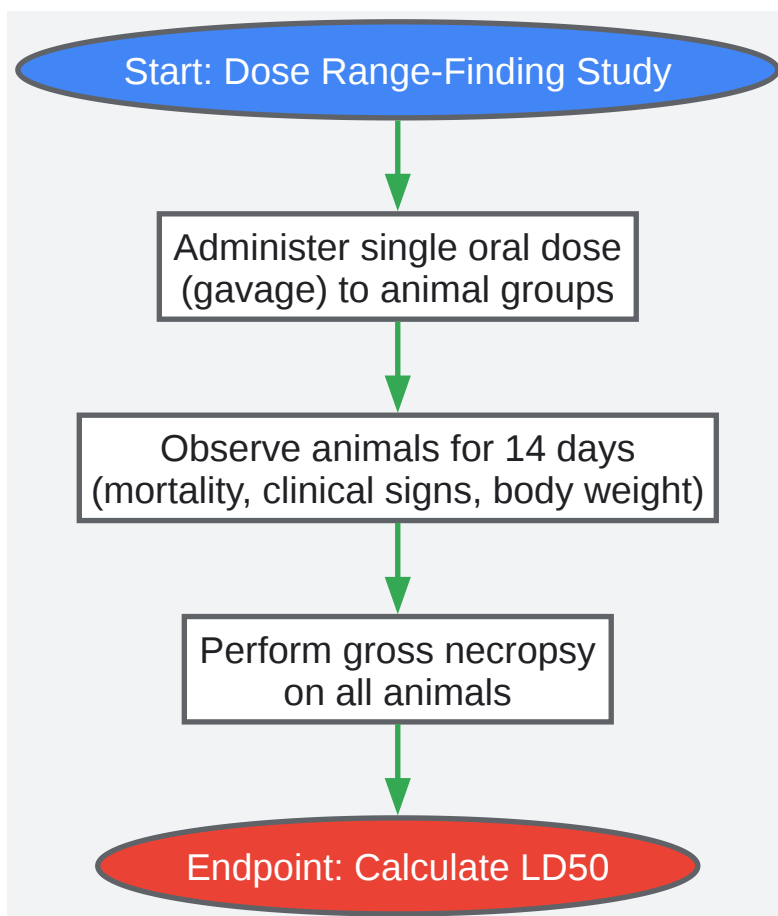 Start: Dose Range-Finding Study
Administer single oral dose
(gavage) to animal groups
Observe animals for 14 days
(mortality, clinical signs, body weight)
Perform gross necropsy
on all animals
Endpoint: Calculate LD50